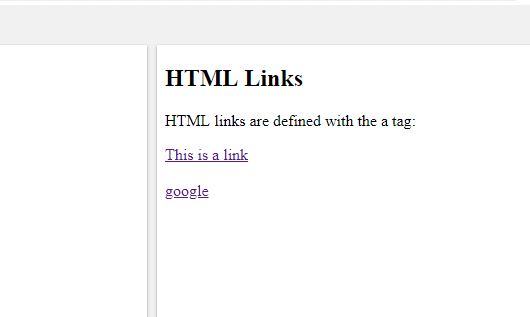 HTML Links
HTML links are defined with the a tag:
This is a link
google